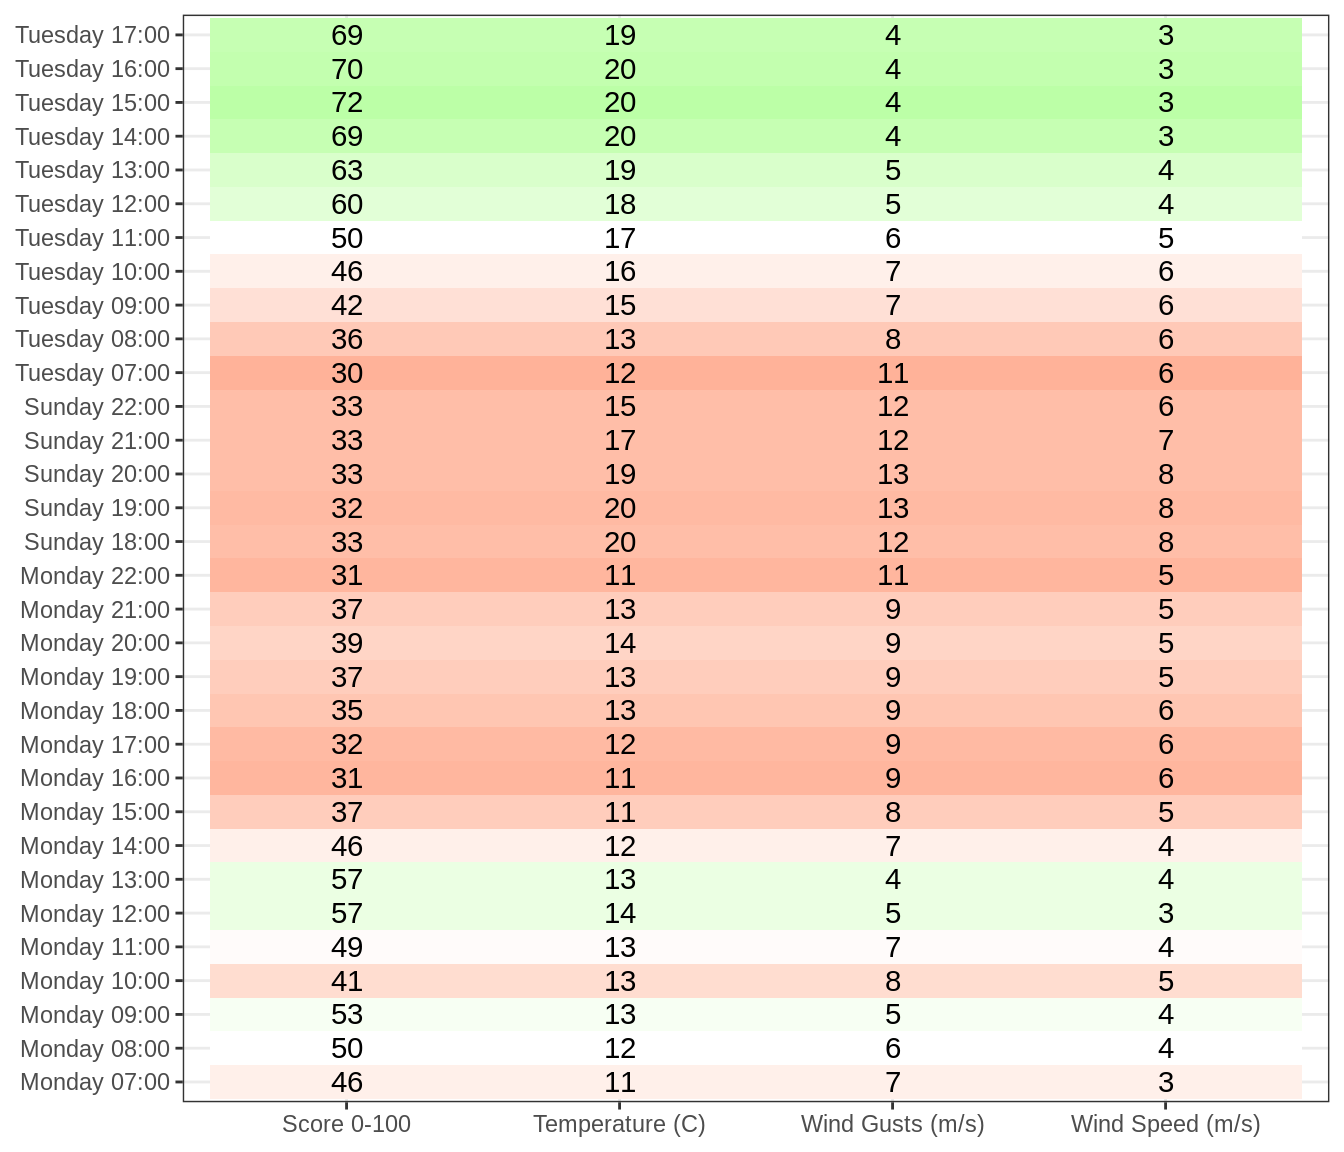 Tuesday 17:00 69 19 4 3
Tuesday 16:00 70 20 4 3
Tuesday 15:00 72 20 4 3
Tuesday 14:00 69 20 4 3
Tuesday 13:00 63 19 5 4
Tuesday 12:00 60 18 5 4
Tuesday 11:00 50 17 6 5
Tuesday 10:00 46 16 7 6
Tuesday 09:00 42 15 7 6
Tuesday 08:00 36 13 8 6
Tuesday 07:00 30 12 11 6
Sunday 22:00 33 15 12 6
Sunday 21:00 33 17 12 7
Sunday 20:00 33 19 13 8
Sunday 19:00 32 20 13 8
Sunday 18:00 33 20 12 8
Monday 22:00 31 11 11 5
Monday 21:00 37 13 9 5
Monday 20:00 39 14 9 5
Monday 19:00 37 13 9 5
Monday 18:00 35 13 9 6
Monday 17:00 32 12 9 6
Monday 16:00 31 11 9 6
Monday 15:00 37 11 8 5
Monday 14:00 46 12 7 4
Monday 13:00 57 13 4 4
Monday 12:00 57 14 5 3
Monday 11:00 49 13 7 4
Monday 10:00 41 13 8 5
Monday 09:00 53 13 5 4
Monday 08:00 50 12 6 4
Monday 07:00 46 11 7 3
Score 0-100 Temperature (C) Wind Gusts (m/s) Wind Speed (m/s)